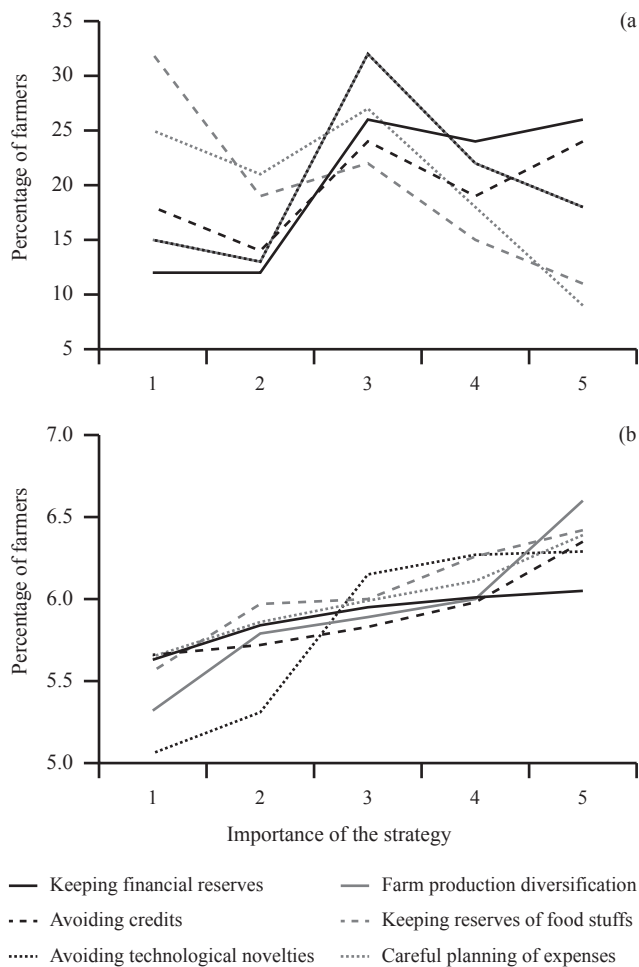 (a
35
30
25
20
15
10
5
Percentage of farmers
1 2 3 4 5
(b
7.0
6.5
6.0
5.5
5.0
Percentage of farmers
1 2 3 4 5
Importance of the strategy
Keeping financial reserves
Farm production diversification
Avoiding credits
Keeping reserves of food stuffs
Avoiding technological novelties
Careful planning of expenses